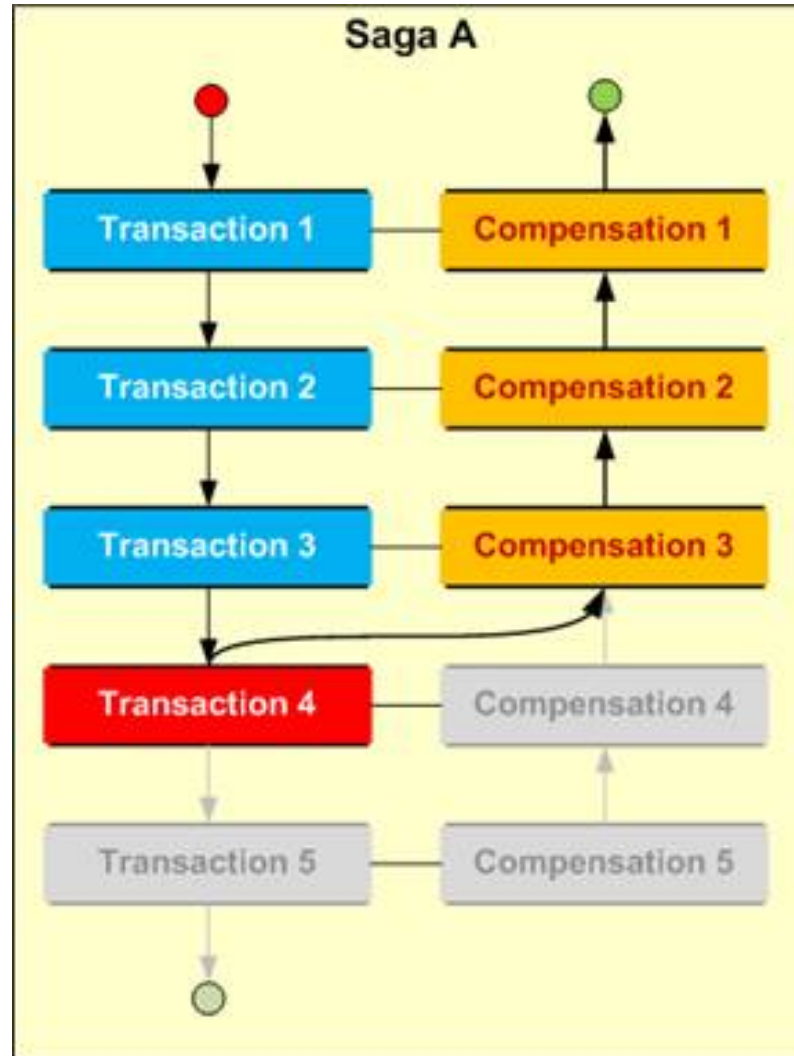 Saga A
Transaction 1
Compensation 1
Transaction 2
Compensation 2
Transaction 3
Compensation 3
Transaction 4
Compensation 4
Transaction 5
Compensation 5